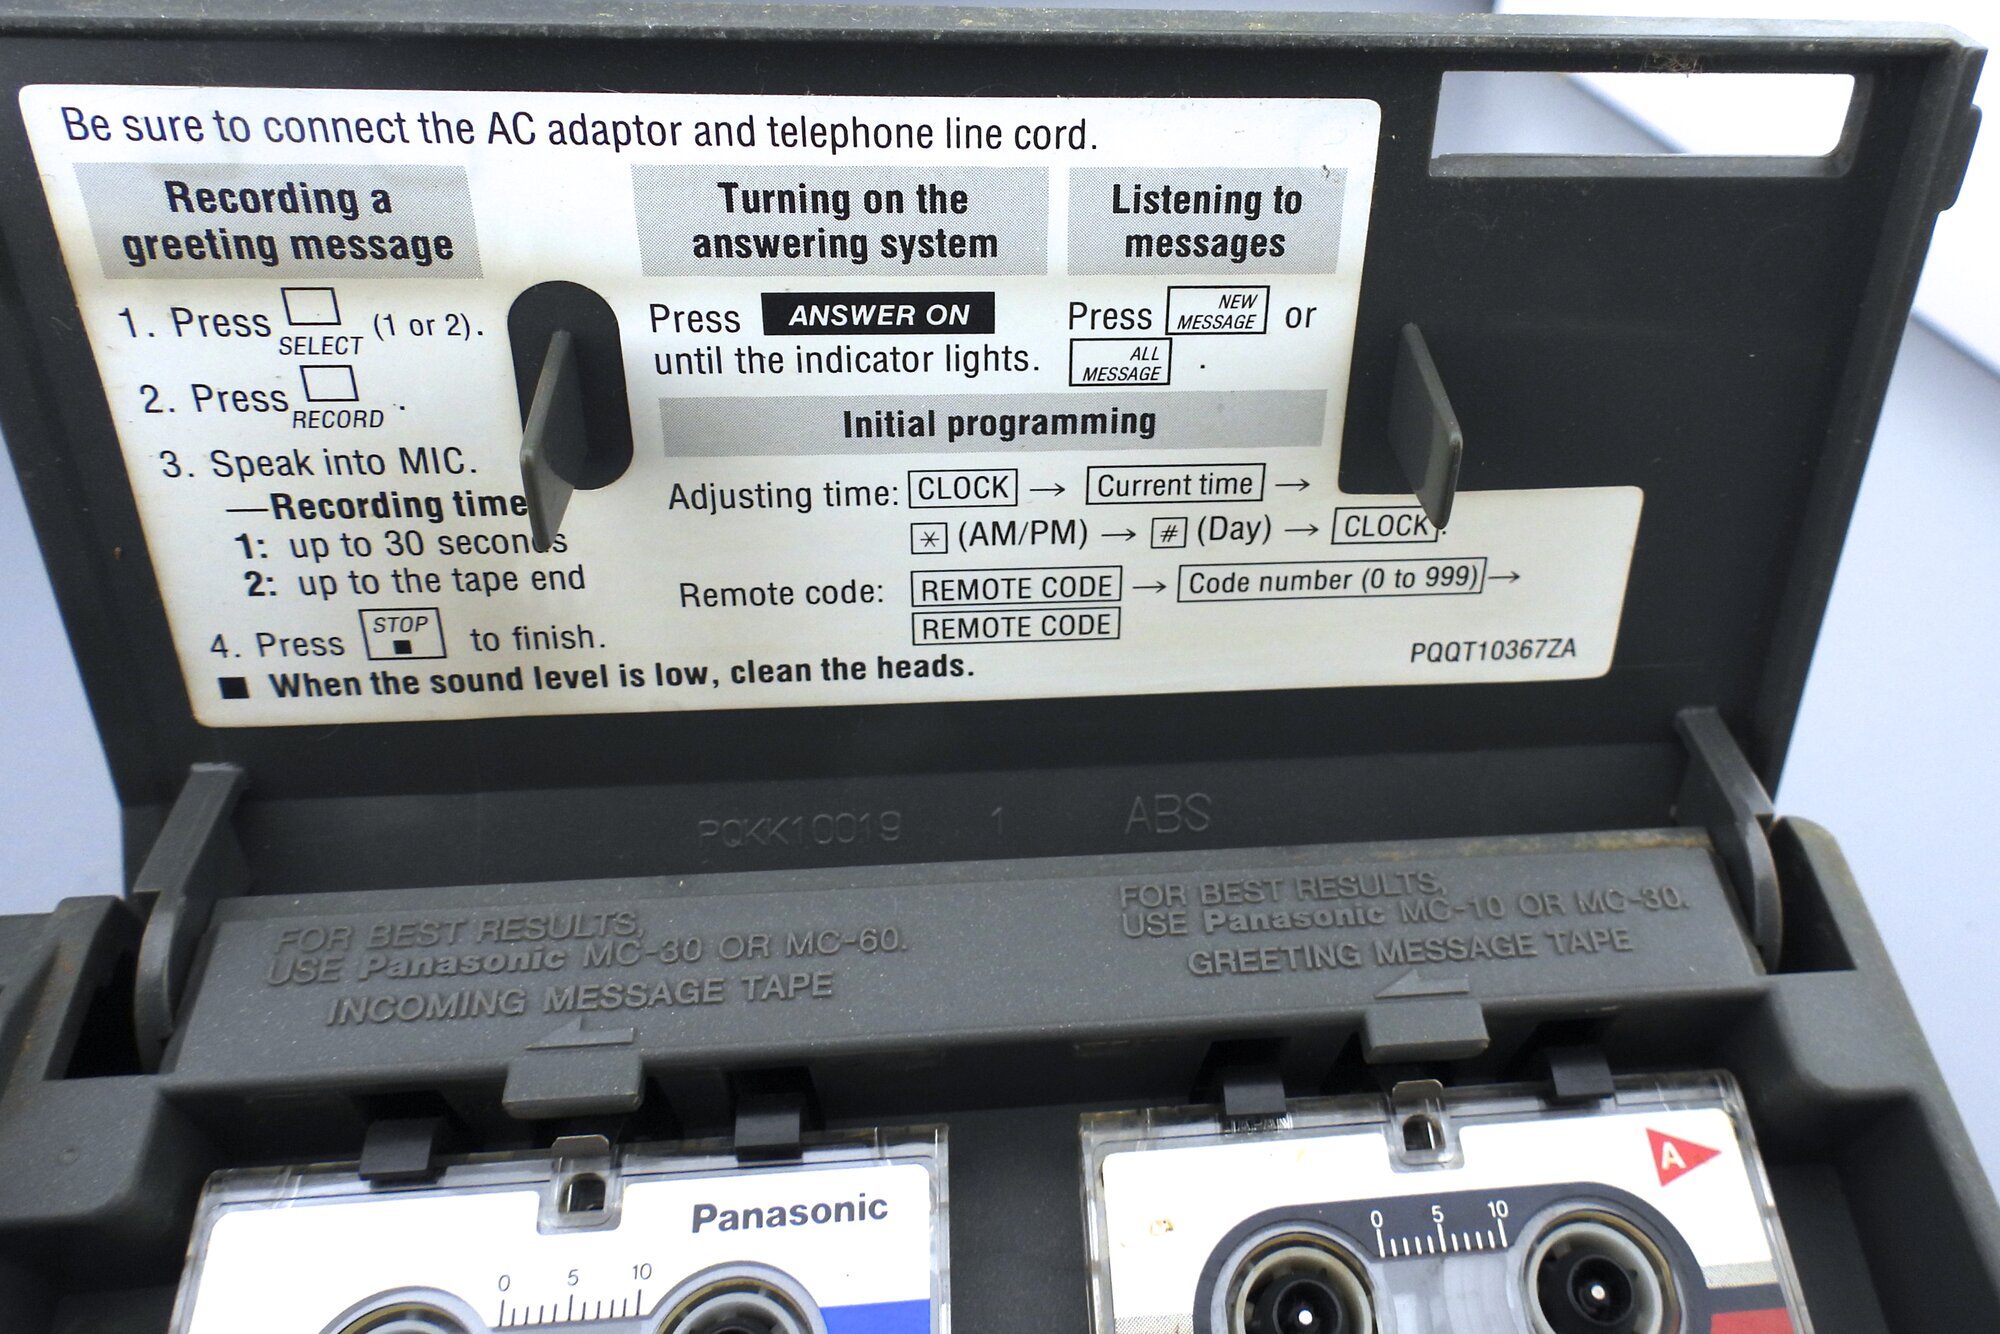 Be sure to connect the AC adaptor and telephone line cord.
Recording a
greeting message
1. Press SELECT (1 or 2).
2. Press RECORD.
3. Speak into MIC.
—Recording time
1: up to 30 seconds
2: up to the tape end
4. Press STOP ■ to finish.
■ When the sound level is low, clean the heads.
Turning on the
answering system
Press ANSWER ON
until the indicator lights.
Listening to
messages
Press NEW MESSAGE or
ALL MESSAGE .
Initial programming
Adjusting time: CLOCK → Current time →
* (AM/PM) → # (Day) → CLOCK.
Remote code: REMOTE CODE → Code number (0 to 999) →
REMOTE CODE
PQQT10367ZA
PQKK10019 1 ABS
FOR BEST RESULTS,
USE Panasonic MC-30 OR MC-60.
INCOMING MESSAGE TAPE
FOR BEST RESULTS,
USE Panasonic MC-10 OR MC-30.
GREETING MESSAGE TAPE
Panasonic
0 5 10
A
0 5 10